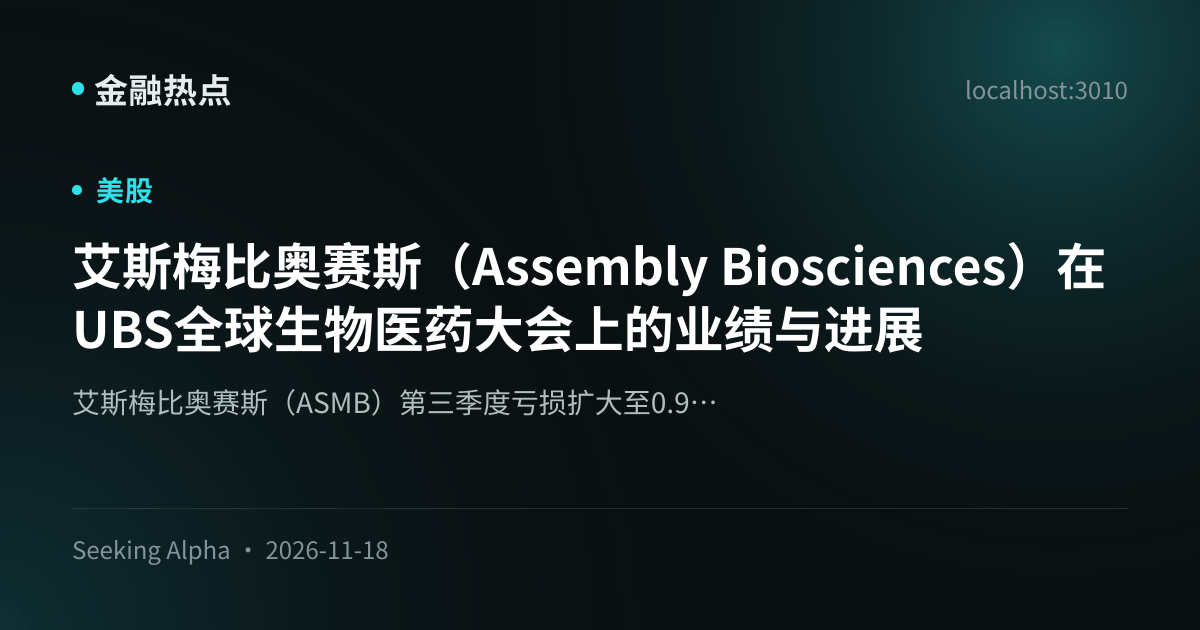 金融热点
localhost:3010
美股
艾斯梅比奥赛斯（Assembly Biosciences）在
UBS全球生物医药大会上的业绩与进展
艾斯梅比奥赛斯（ASMB）第三季度亏损扩大至0.9…
Seeking Alpha · 2026-11-18